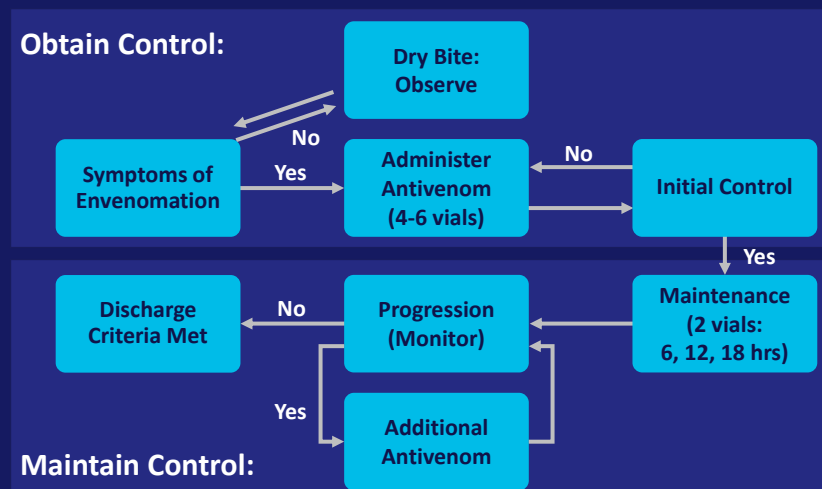 Obtain Control:
Dry Bite:
Observe
No
Symptoms of
Envenomation
Yes
Administer
Antivenom
(4-6 vials)
No
Initial Control
Yes
Discharge
Criteria Met
No
Progression
(Monitor)
Maintenance
(2 vials:
6, 12, 18 hrs)
Yes
Additional
Antivenom
Maintain Control: